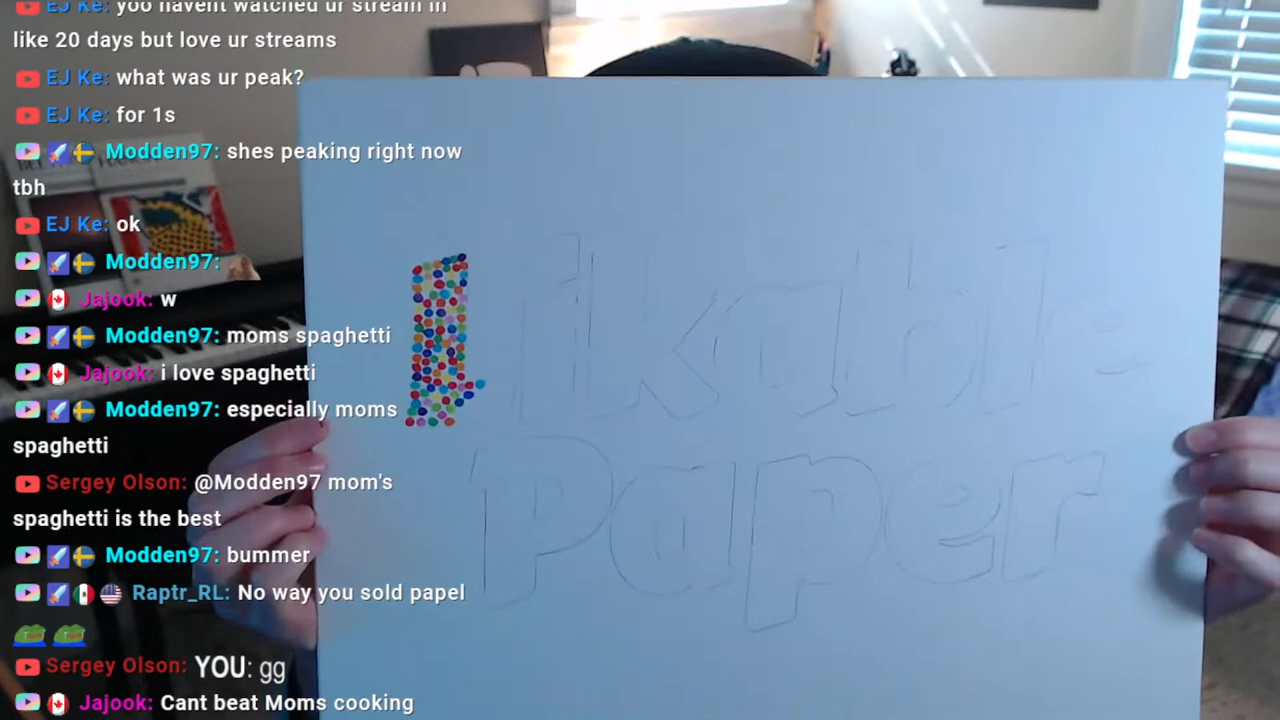 EJ Ke: yoo havent watched ur stream in
like 20 days but love ur streams
EJ Ke: what was ur peak?
EJ Ke: for 1s
Modden97: shes peaking right now
tbh
EJ Ke: ok
Modden97:
Jajook: w
Modden97: moms spaghetti
Jajook: i love spaghetti
Modden97: especially moms
spaghetti
Sergey Olson: @Modden97 mom's
spaghetti is the best
Modden97: bummer
Raptr_RL: No way you sold papel
Sergey Olson: YOU: gg
Jajook: Cant beat Moms cooking
likable
Paper